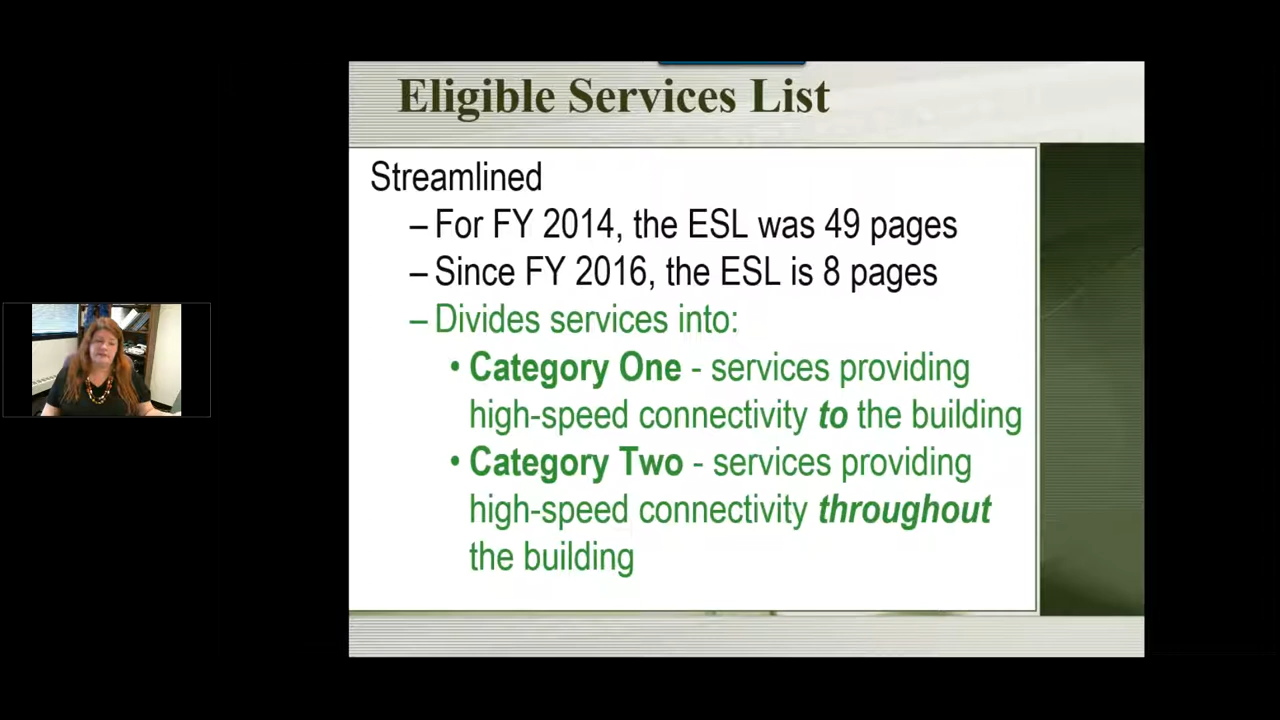 Eligible Services List
Streamlined
– For FY 2014, the ESL was 49 pages
– Since FY 2016, the ESL is 8 pages
– Divides services into:
• Category One - services providing
high-speed connectivity to the building
• Category Two - services providing
high-speed connectivity throughout
the building